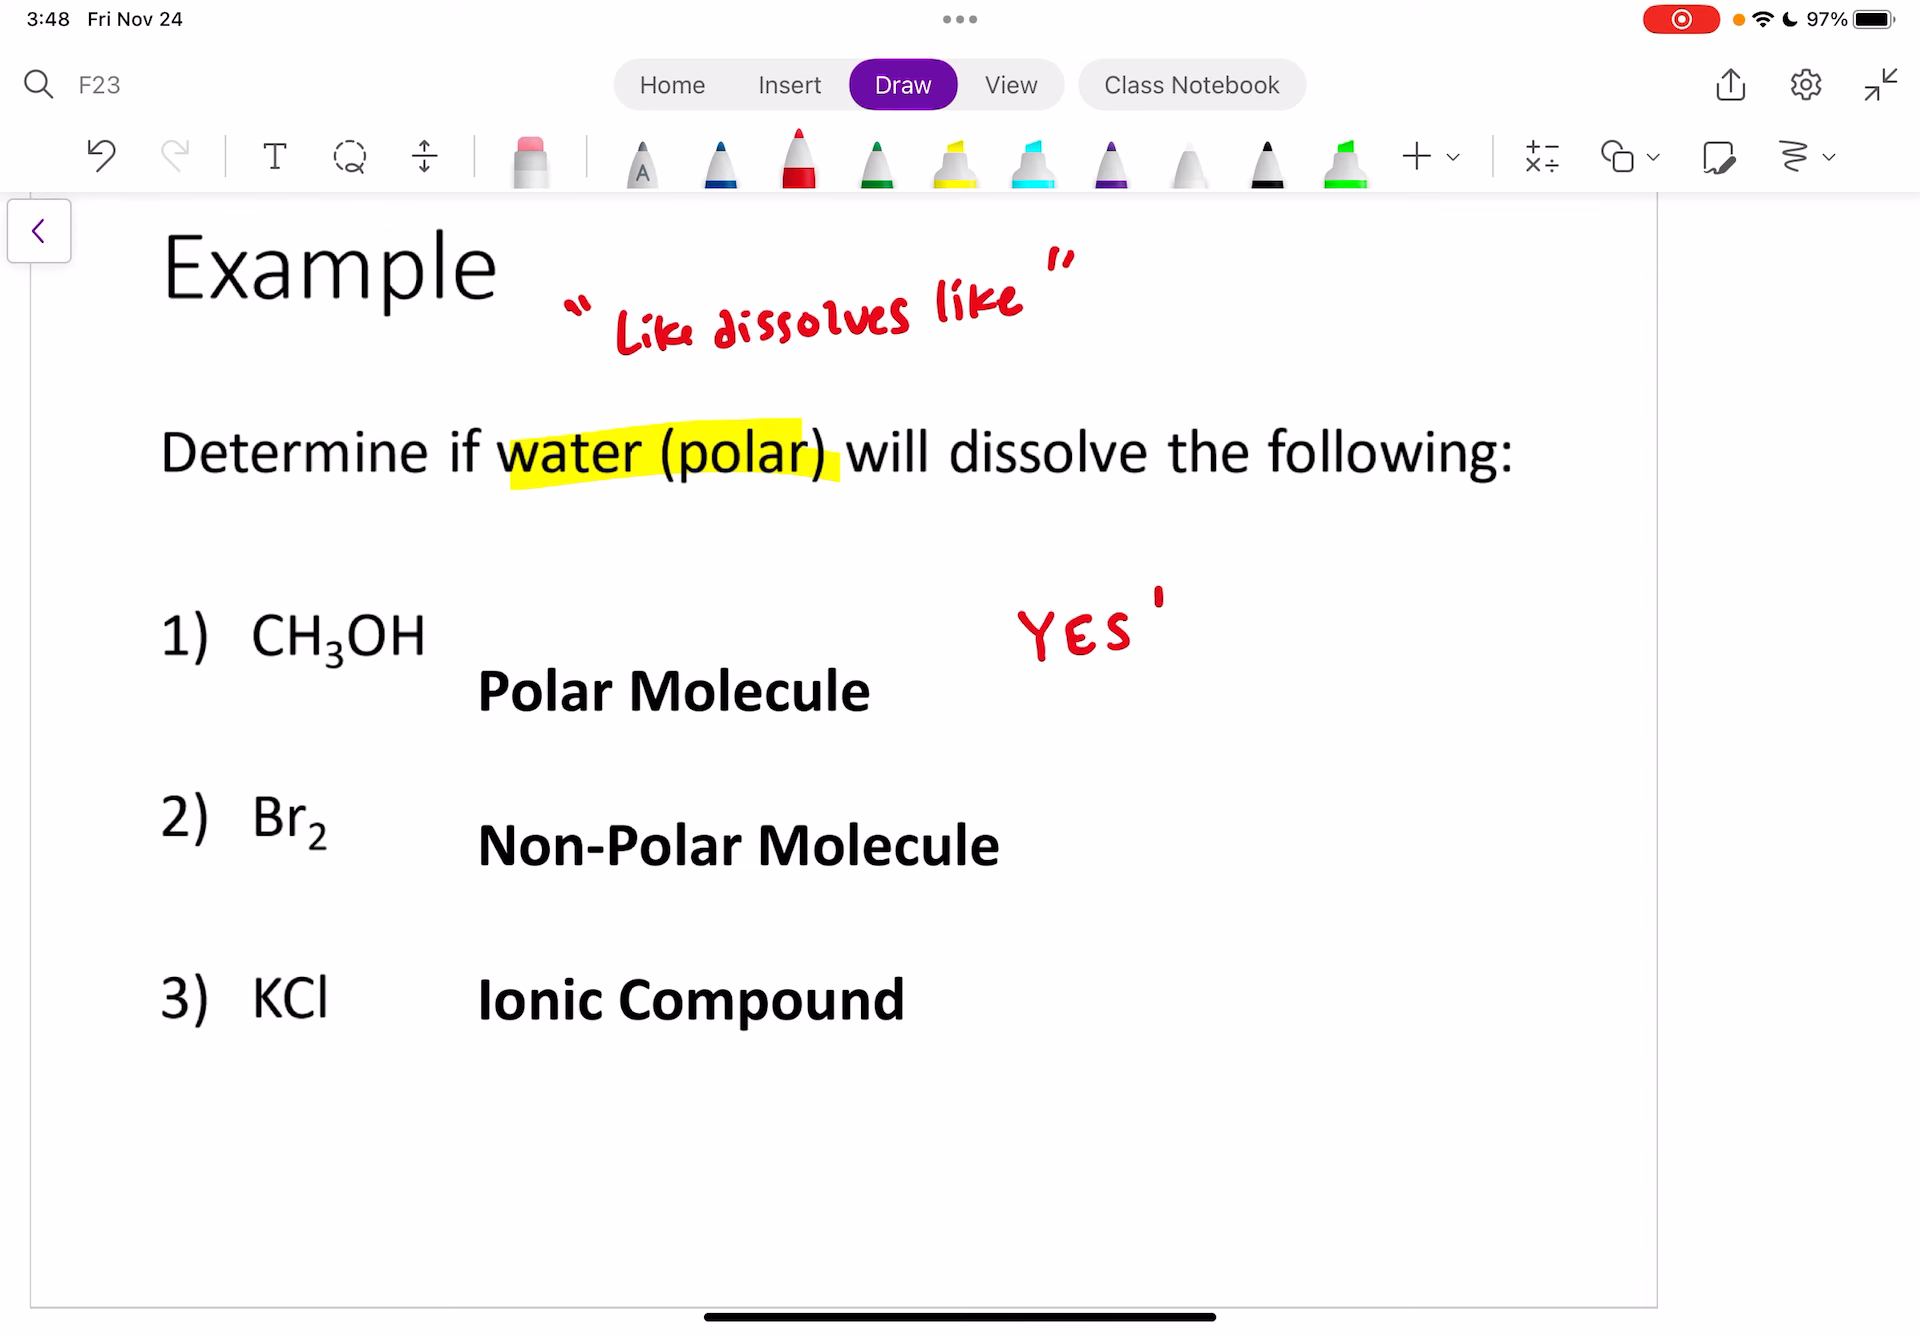 3:48 Fri Nov 24
97%
F23
Home Insert Draw View Class Notebook
T
A
Example
" Like dissolves like "
Determine if water (polar) will dissolve the following:
1) CH₃OH
YES '
Polar Molecule
2) Br₂
Non-Polar Molecule
3) KCl Ionic Compound